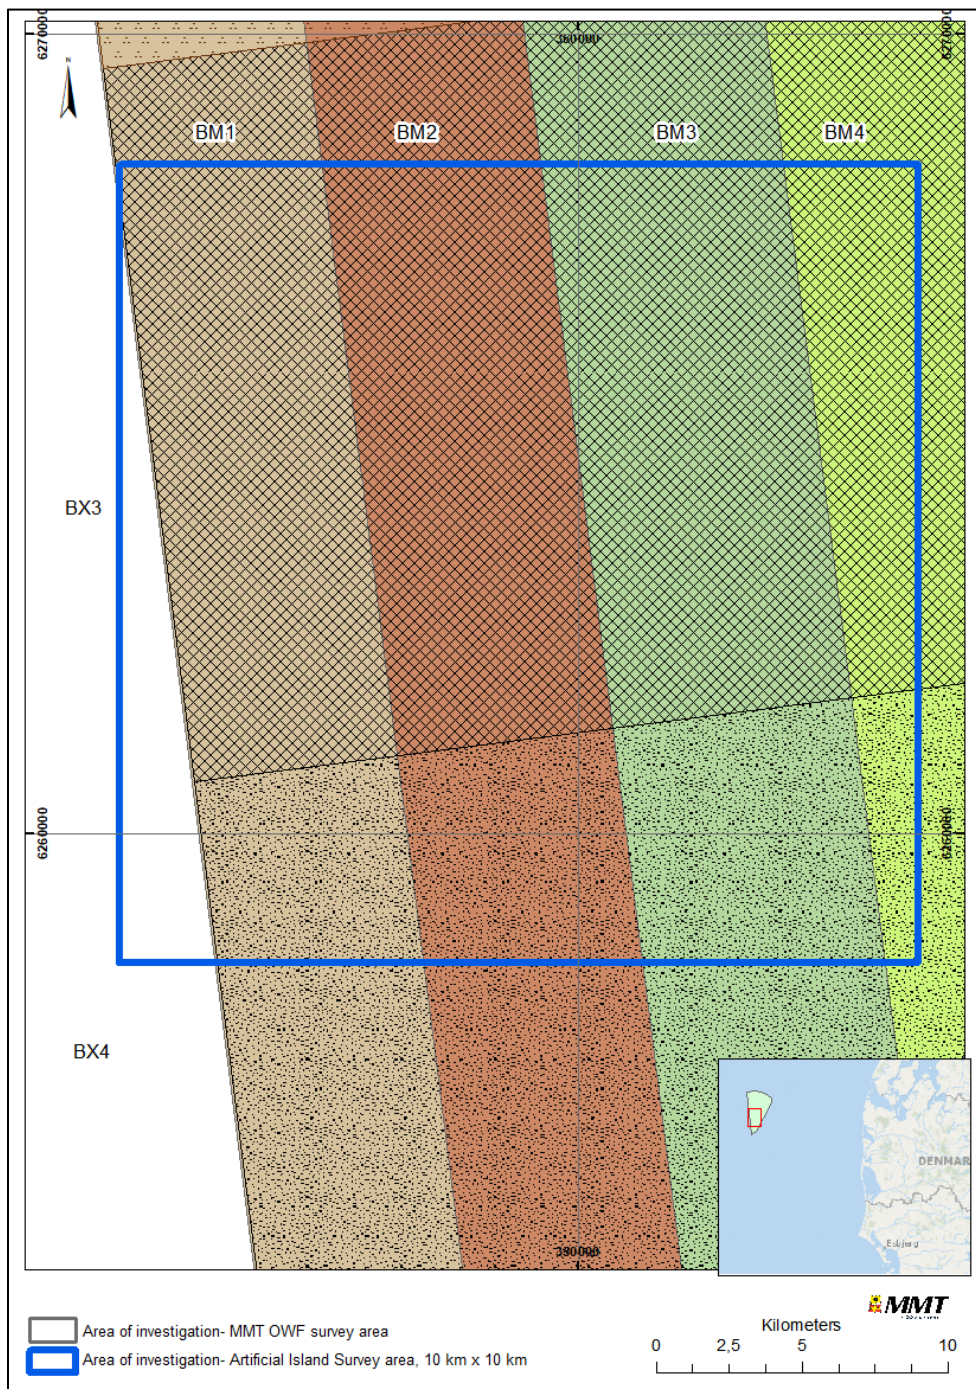 6270000
380000
6270000
N
BM1
BM2
BM3
BM4
BX3
6260000
6260000
BX4
DENMAR
Esbjerg
380000
MMT
Area of investigation- MMT OWF survey area
Area of investigation- Artificial Island Survey area, 10 km x 10 km
Kilometers
0 2,5 5 10